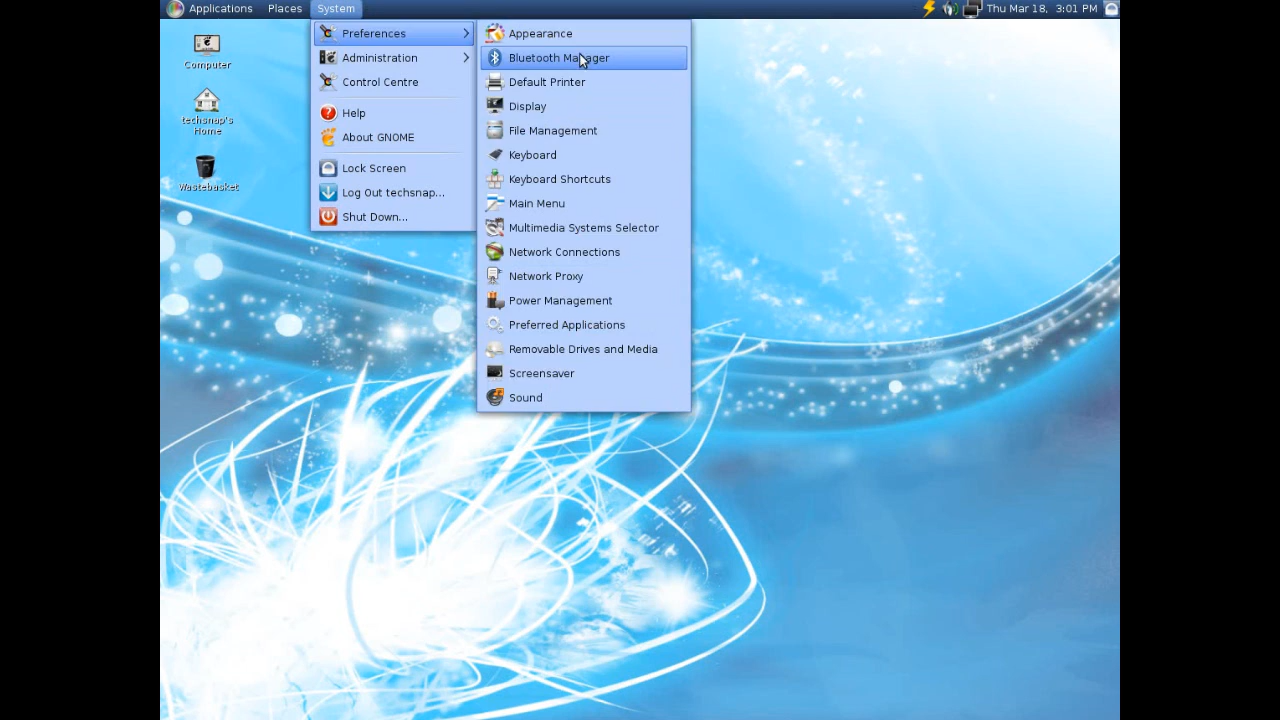 Applications Places System
Thu Mar 18, 3:01 PM
Computer
techsnap's
Home
Wastebasket
Preferences
Administration
Control Centre
Help
About GNOME
Lock Screen
Log Out techsnap...
Shut Down...
Appearance
Bluetooth Manager
Default Printer
Display
File Management
Keyboard
Keyboard Shortcuts
Main Menu
Multimedia Systems Selector
Network Connections
Network Proxy
Power Management
Preferred Applications
Removable Drives and Media
Screensaver
Sound